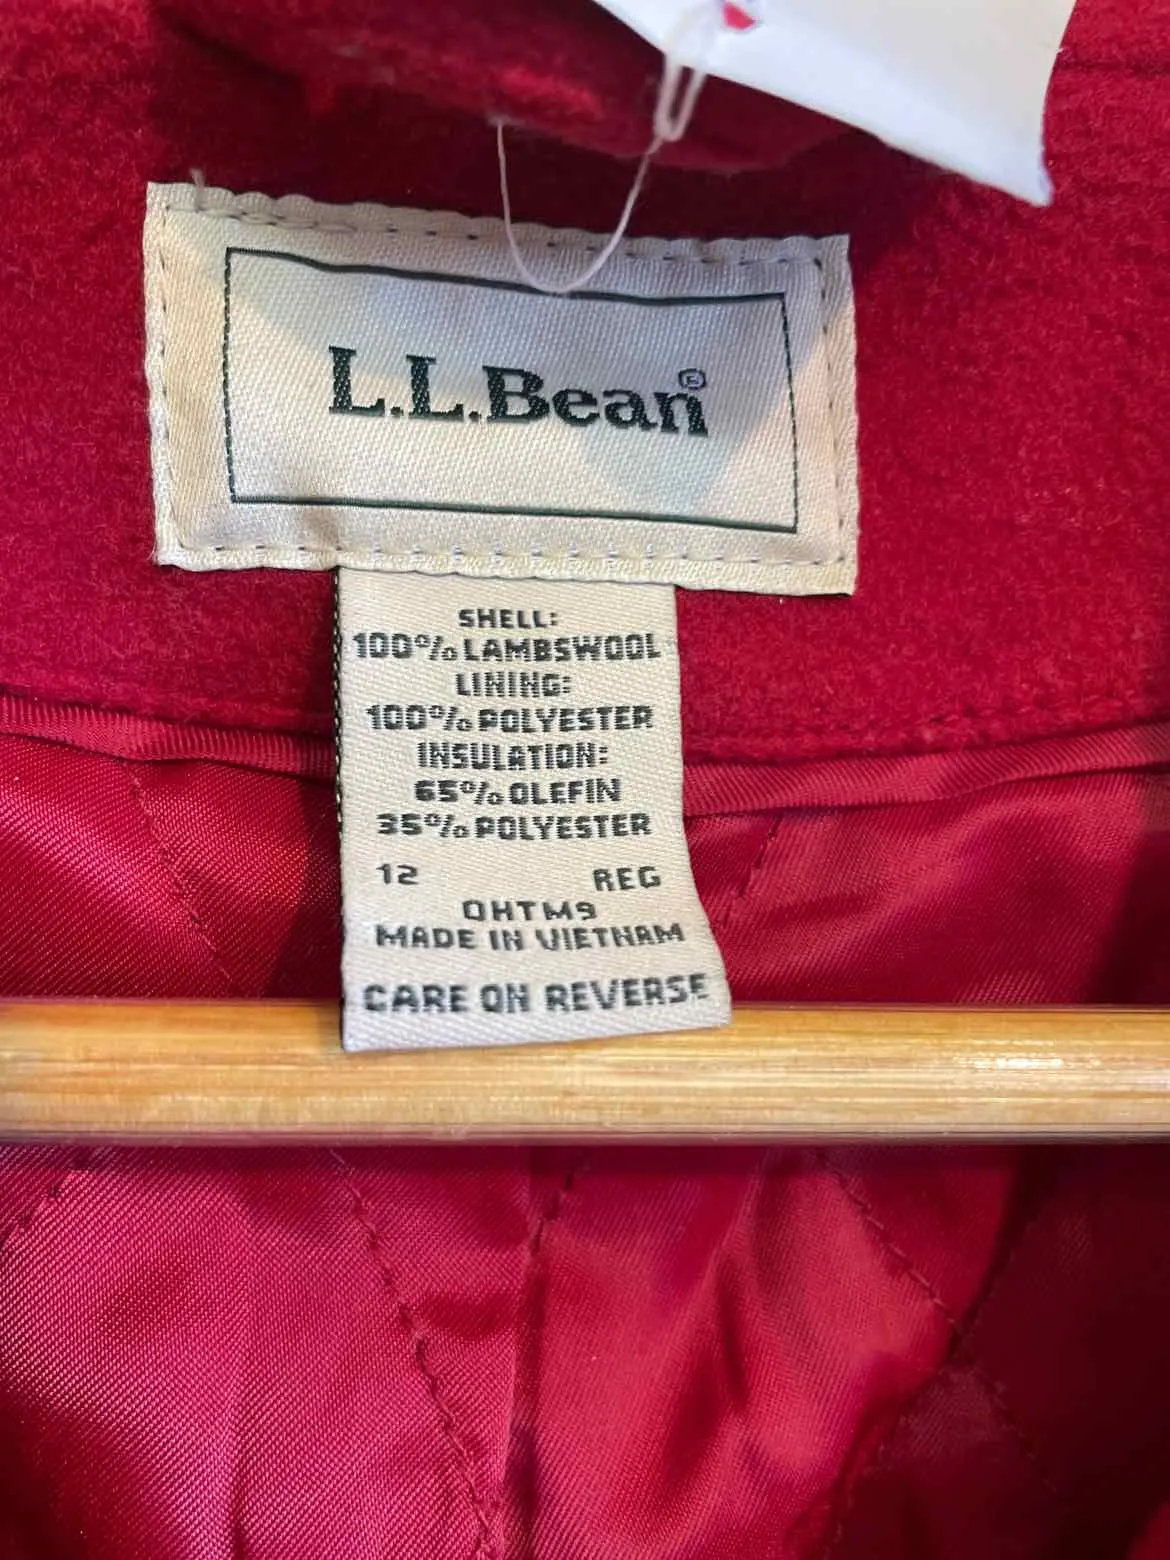 L.L.Bean®
SHELL:
100% LAMBSWOOL
LINING:
100% POLYESTER
INSULATION:
65% OLEFIN
35% POLYESTER
12 REG
OHTM9
MADE IN VIETNAM
CARE ON REVERSE